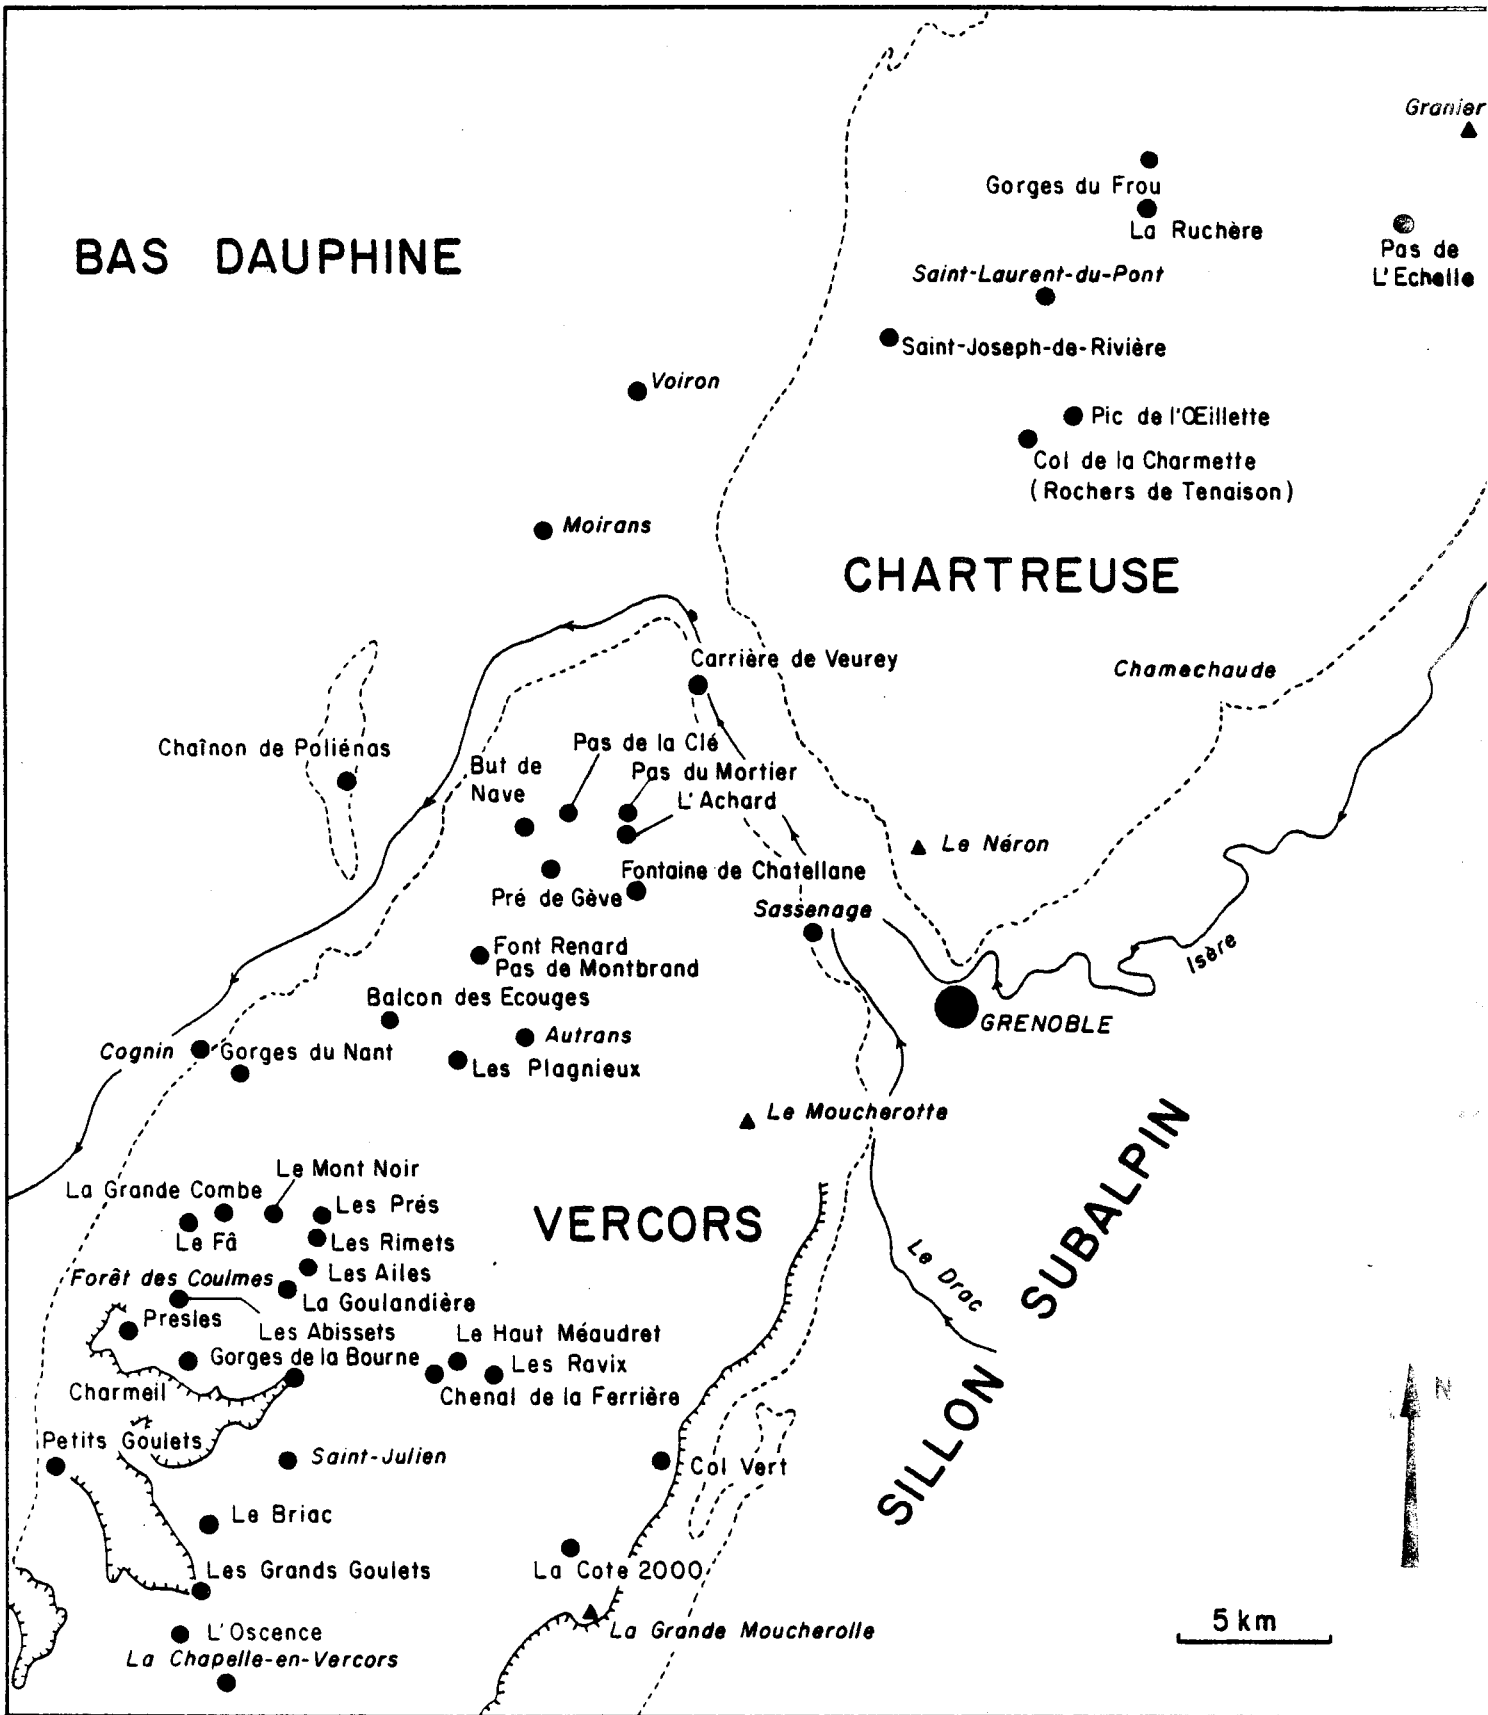 Granier
Gorges du Frou
La Ruchère
BAS DAUPHINE
Pas de
L'Echelle
Saint-Laurent-du-Pont
Saint-Joseph-de-Rivière
Voiron
Pic de l'Œillette
Col de la Charmette
(Rochers de Tenaison)
Moirans
CHARTREUSE
Carrière de Veurey
Chamechaude
Chaînon de Poliénas
Pas de la Clé
But de
Nave
Pas du Mortier
L'Achard
Le Néron
Fontaine de Chatellane
Pré de Gève
Sassenage
Font Renard
Pas de Montbrand
Isère
Balcon des Ecouges
GRENOBLE
Autrans
Cognin
Gorges du Nant
Les Plagnieux
Le Moucherotte
Le Mont Noir
La Grande Combe
Les Prés
VERCORS
Le Fâ
Les Rimets
Le Drac
SILLON SUBALPIN
Forêt des Coulmes
Les Ailes
La Goulandière
Presles
Les Abissets
Le Haut Méaudret
Gorges de la Bourne
Les Ravix
Charmeil
Chenal de la Ferrière
N
Petits Goulets
Saint-Julien
Col Vert
Le Briac
Les Grands Goulets
La Cote 2000
5 km
L'Oscence
La Grande Moucherolle
La Chapelle-en-Vercors